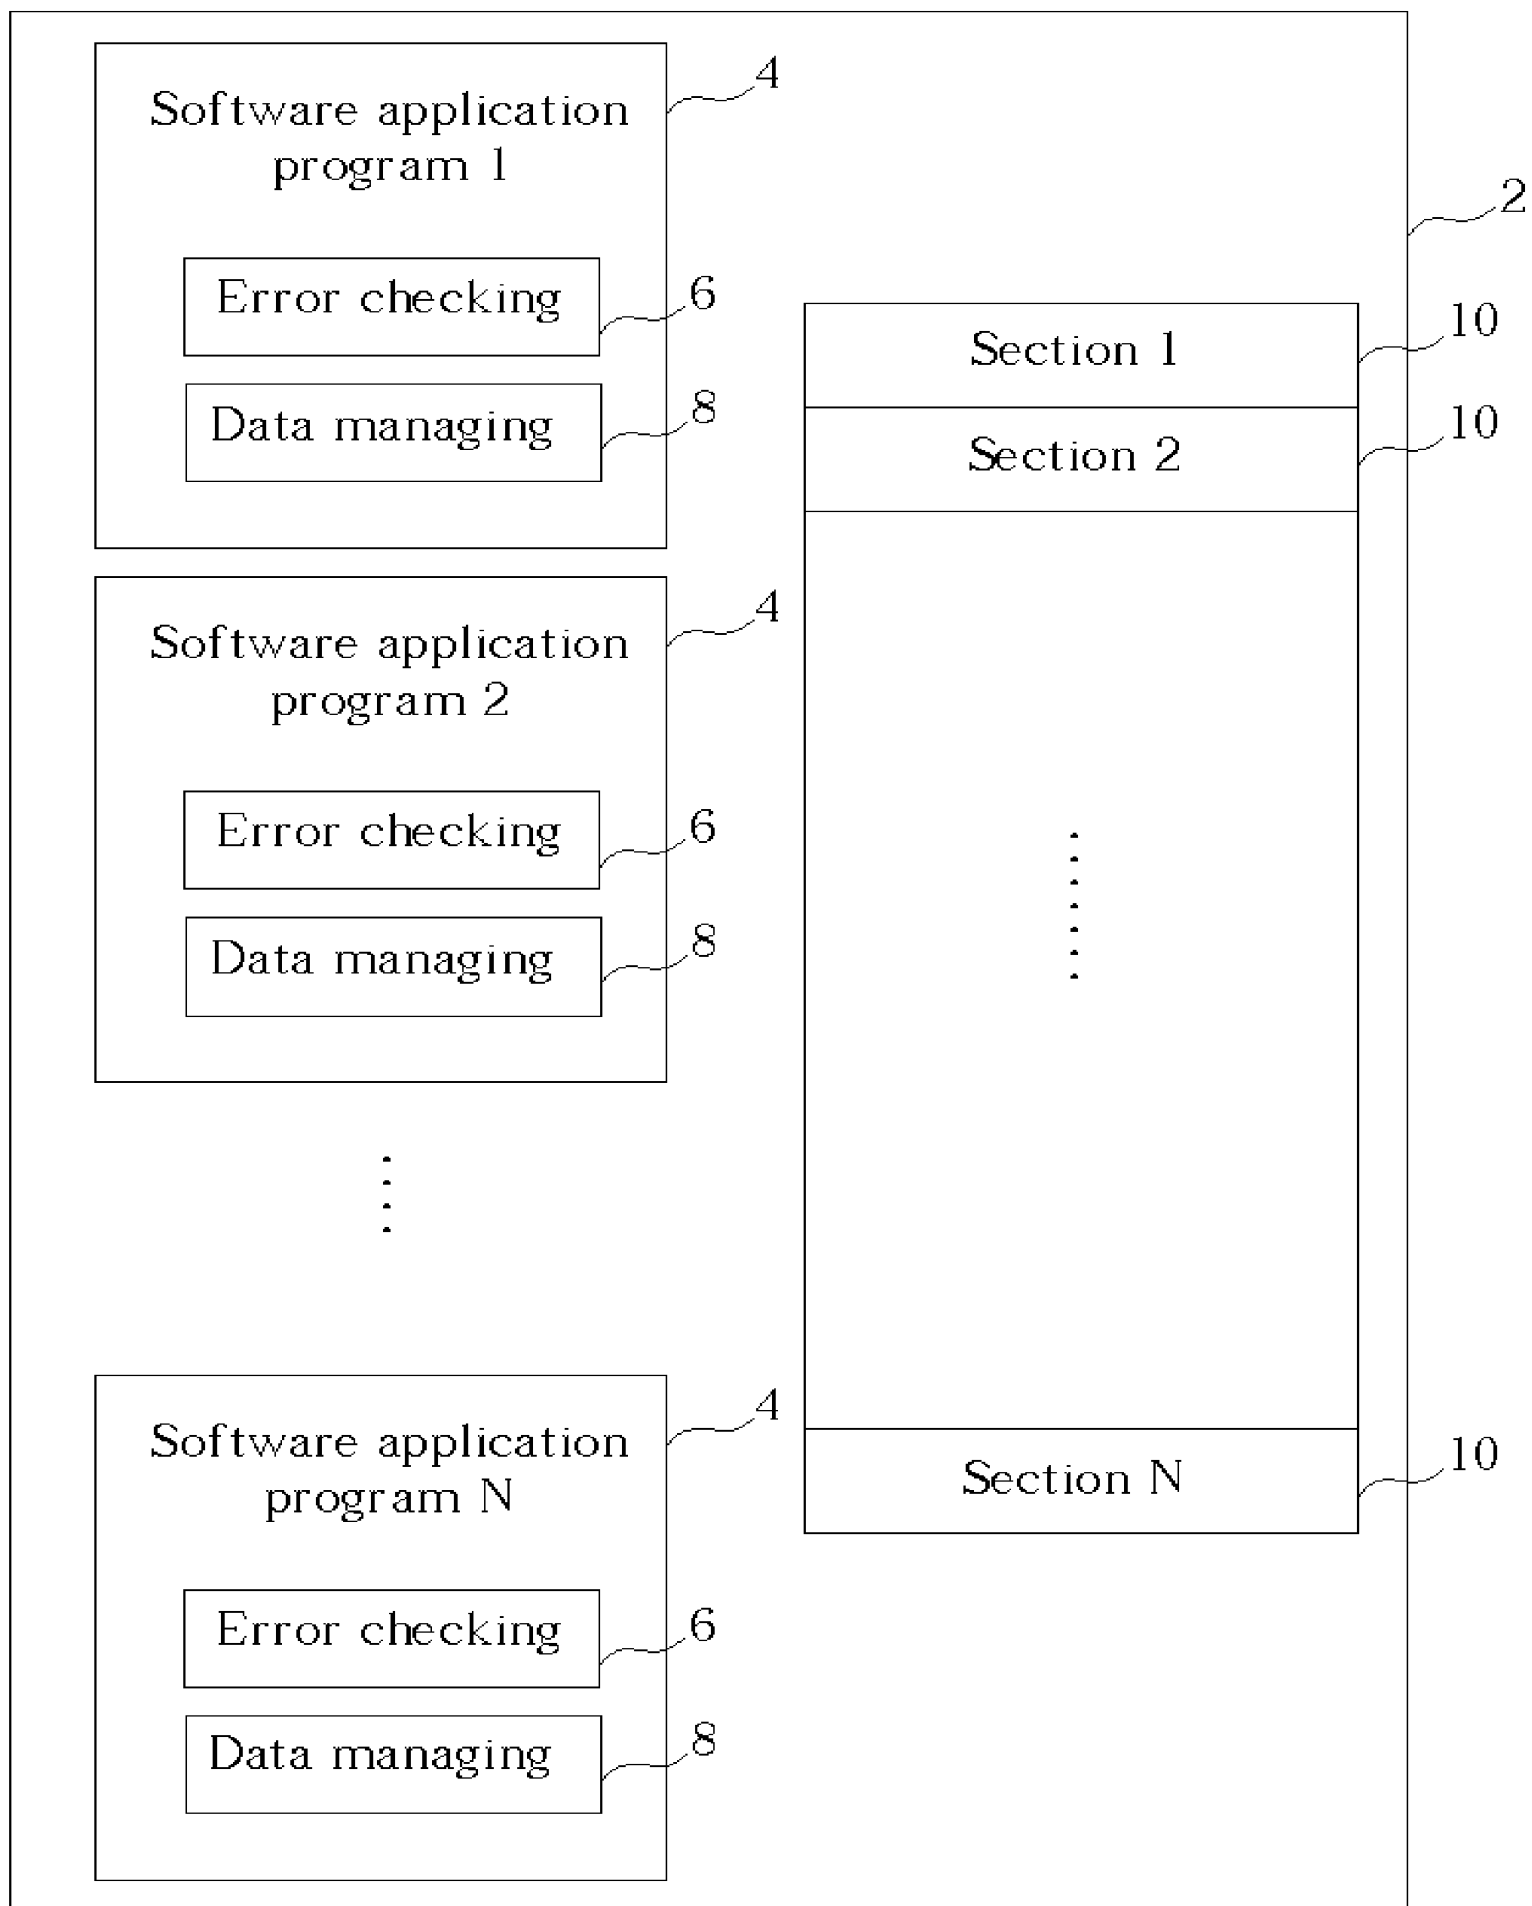 Software application
program 1
4
Error checking
6
Data managing
8
Software application
program 2
4
Error checking
6
Data managing
8
Software application
program N
4
Error checking
6
Data managing
8
2
Section 1
10
Section 2
10
Section N
10